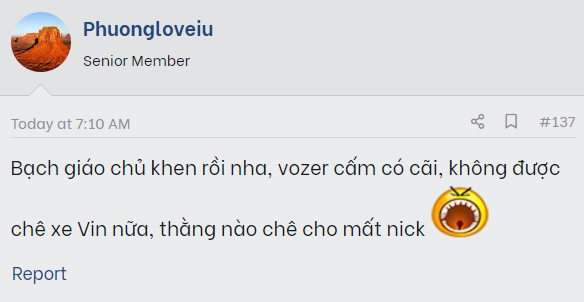 Phuongloveiu
Senior Member
Today at 7:10 AM
#137
Bạch giáo chủ khen rồi nha, vozer cấm có cãi, không được
chê xe Vin nữa, thằng nào chê cho mất nick
Report